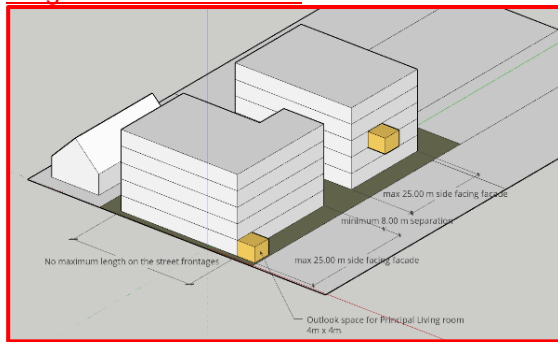 max 25.00 m side facing facade
minimum 8.00 m separation
No maximum length on the street frontages
max 25.00 m side facing facade
Outlook space for Principal Living room
4m x 4m